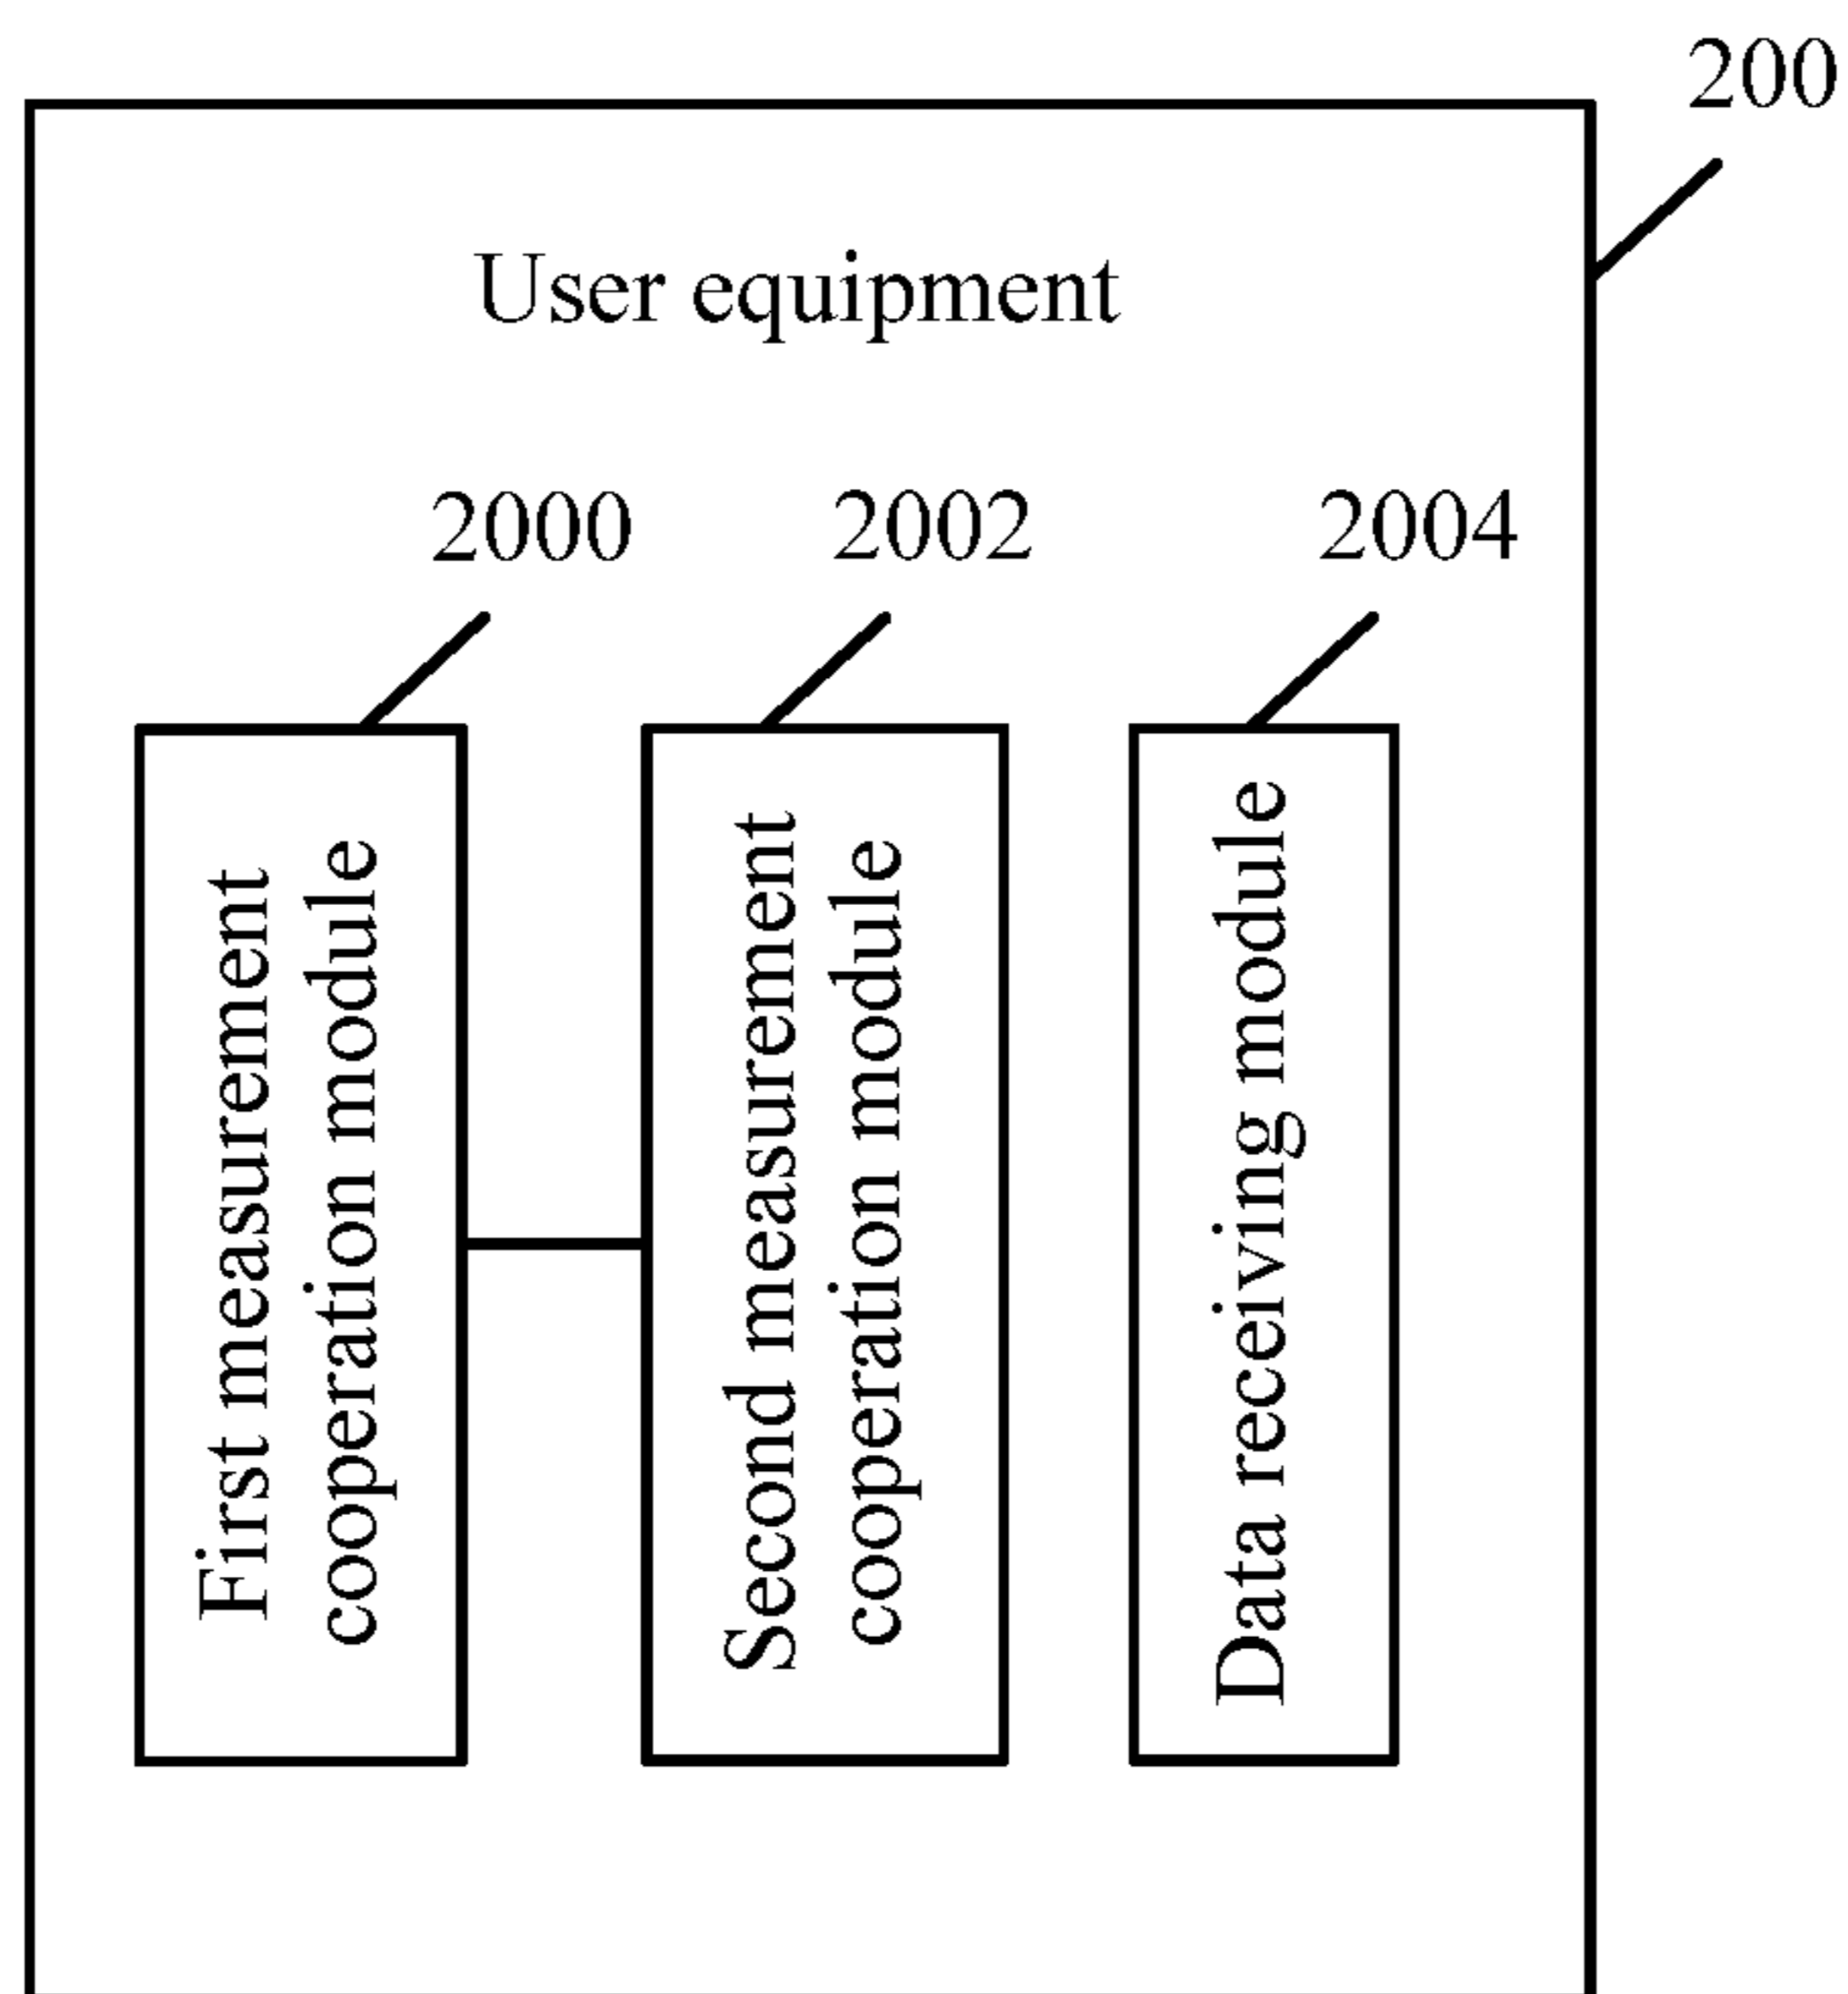 200
User equipment
2000
2002
2004
First measurement
cooperation module
Second measurement
cooperation module
Data receiving module